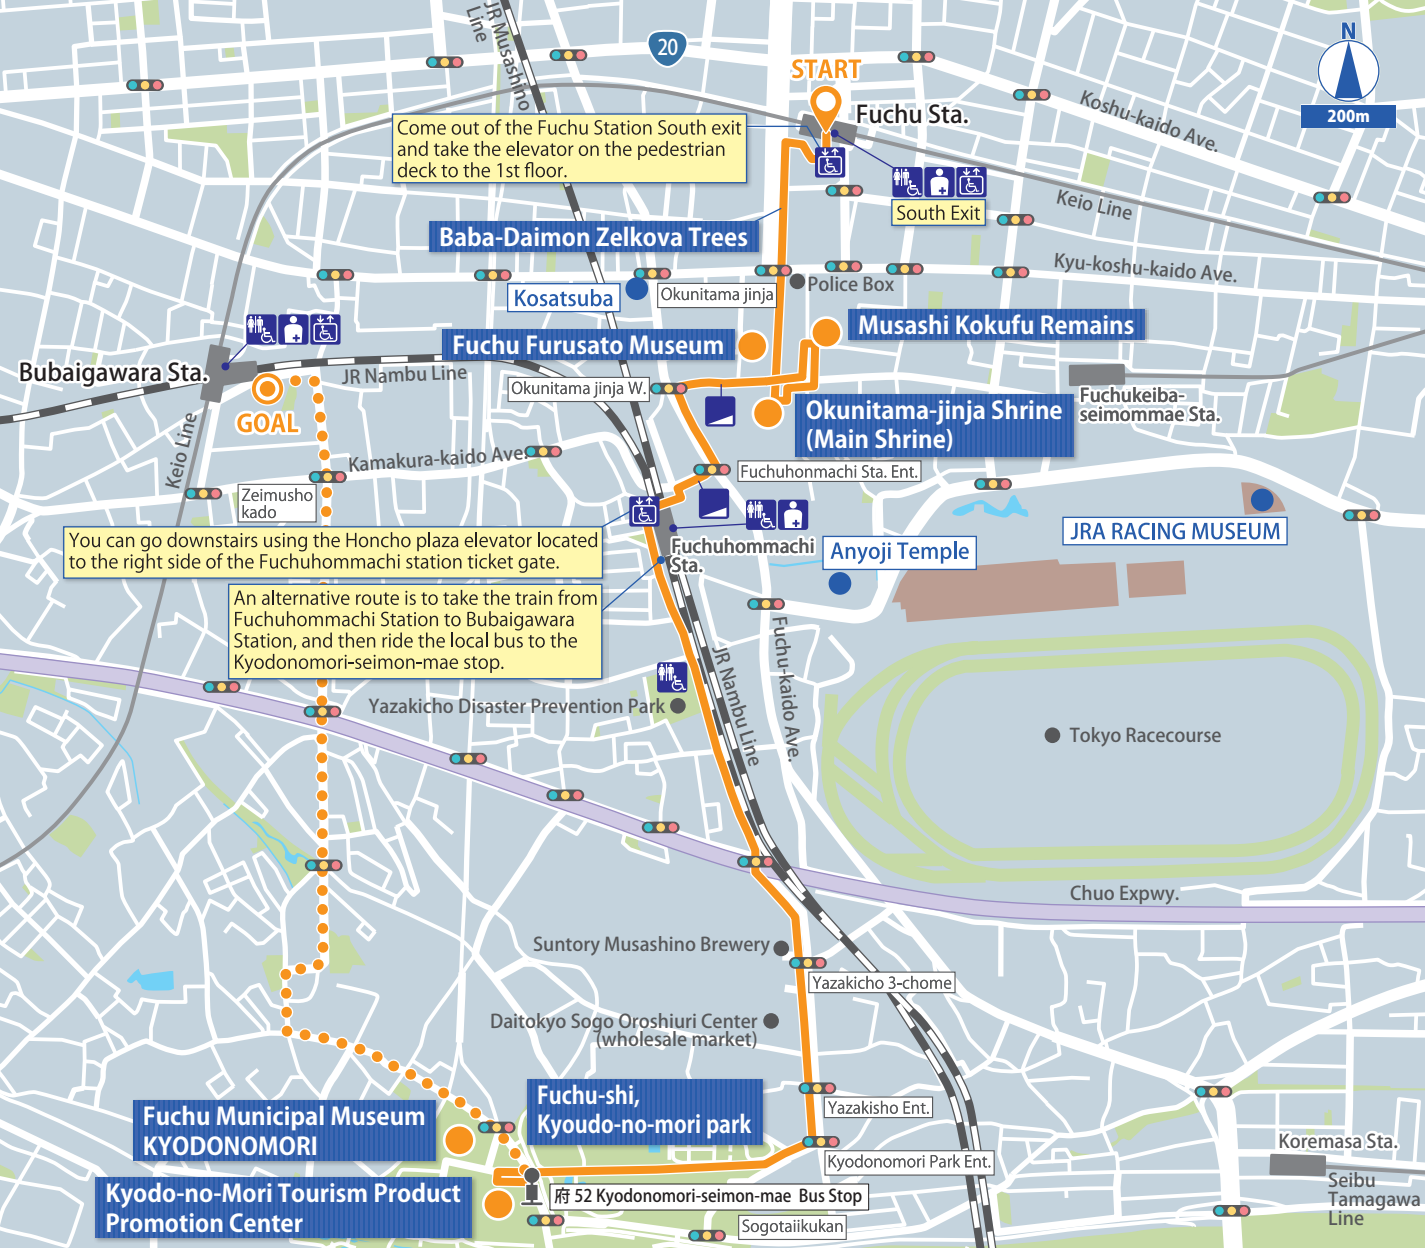 JR Musashino
Line
20
N
200m
START
Fuchu Sta.
Koshu-kaido Ave.
Come out of the Fuchu Station South exit
and take the elevator on the pedestrian
deck to the 1st floor.
South Exit
Keio Line
Baba-Daimon Zelkova Trees
Kyu-koshu-kaido Ave.
Kosatsuba
Okunitama jinja
Police Box
Fuchu Furusato Museum
Musashi Kokufu Remains
Bubaigawara Sta.
JR Nambu Line
Okunitama jinja W.
GOAL
Keio Line
Okunitama-jinja Shrine
(Main Shrine)
Fuchukeiba-
seimommae Sta.
Kamakura-kaido Ave.
Fuchuhonmachi Sta. Ent.
Zeimusho
kado
JRA RACING MUSEUM
You can go downstairs using the Honcho plaza elevator located
to the right side of the Fuchuhommachi station ticket gate.
Fuchuhommachi
Sta.
Anyoji Temple
An alternative route is to take the train from
Fuchuhommachi Station to Bubaigawara
Station, and then ride the local bus to the
Kyodonomori-seimon-mae stop.
JR Nambu Line
Fuchu-kaido Ave.
Yazakicho Disaster Prevention Park
Tokyo Racecourse
Chuo Expwy.
Suntory Musashino Brewery
Yazakicho 3-chome
Daitokyo Sogo Oroshiuri Center
(wholesale market)
Fuchu-shi,
Kyoudo-no-mori park
Yazakisho Ent.
Fuchu Municipal Museum
KYODONOMORI
Kyodonomori Park Ent.
Koremasa Sta.
Seibu
Tamagawa
Line
Kyodo-no-Mori Tourism Product
Promotion Center
府 52 Kyodonomori-seimon-mae Bus Stop
Sogotaiikukan